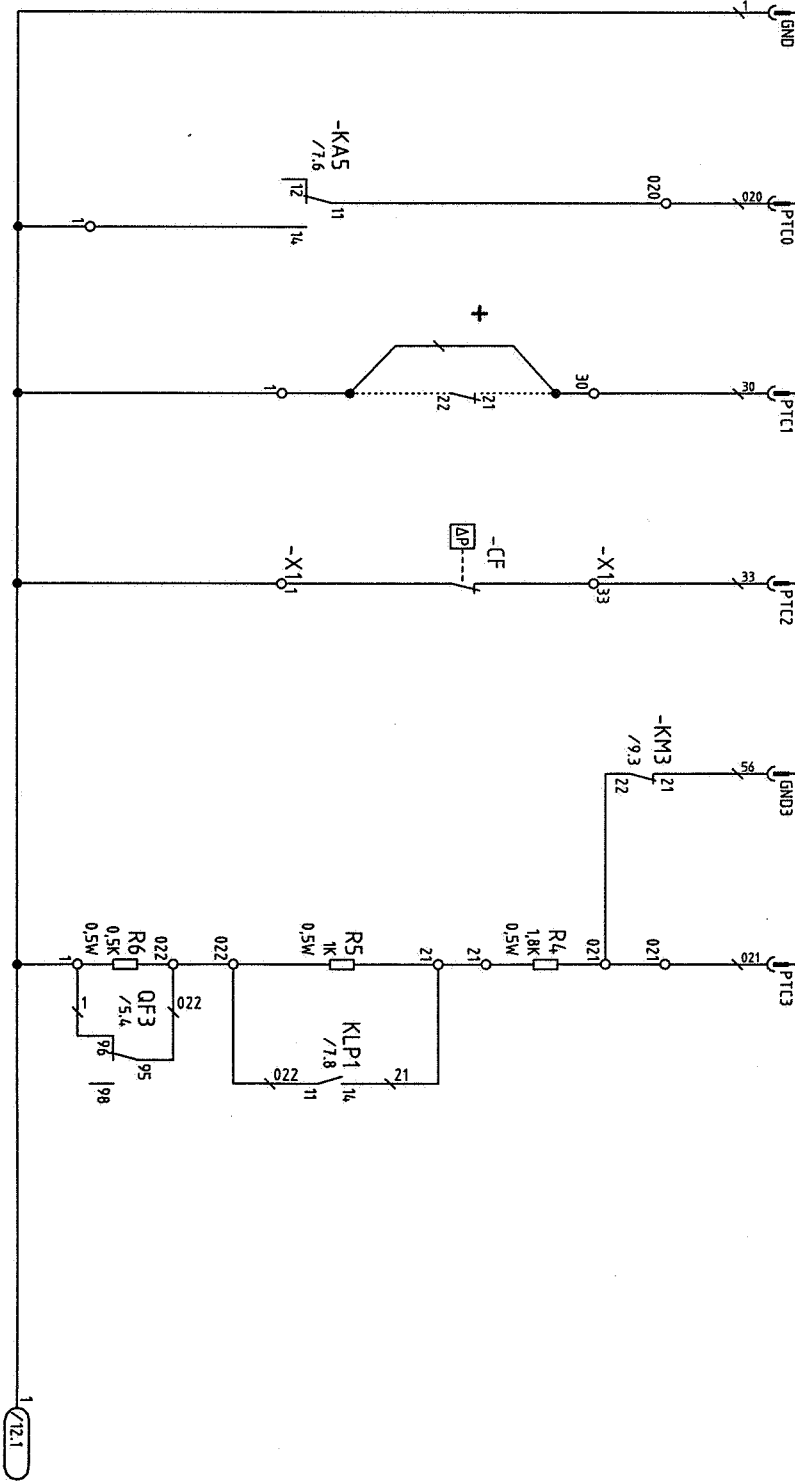 1
GND
-KA5
/7.6
12
11
14
1
020
020
PTC0
+
1
22
21
30
30
PTC1
-X1
1
ΔP
-CF
-X1
33
33
PTC2
-KM3
/9.3
22
21
56
GND3
1
R6
0,5K
0,5W
022
022
R5
1K
0,5W
21
21
R4
1,8K
0,5W
021
021
021
PTC3
1
QF3
/5.4
022
96
95
98
KLP1
/7.8
022
11
14
21
1
/12.1